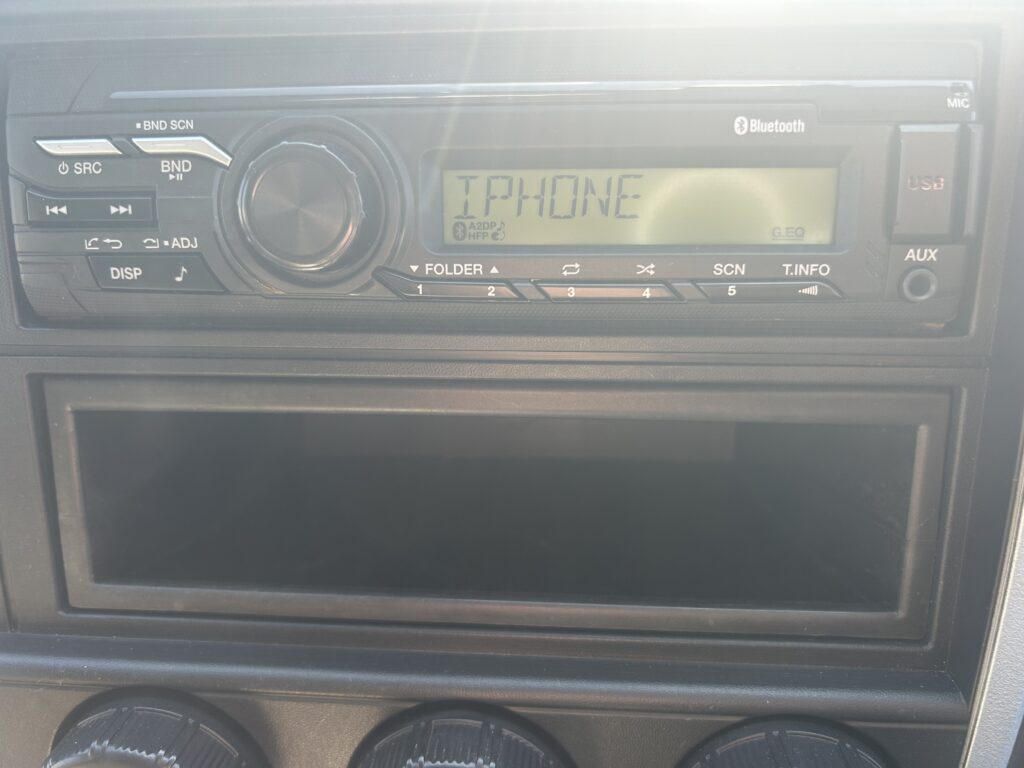 MIC
BND SCN
Bluetooth
SRC
BND
USB
IPHONE
A2DP
HFP
G.EQ
ADJ
DISP
FOLDER
SCN
T.INFO
AUX
1
2
3
4
5